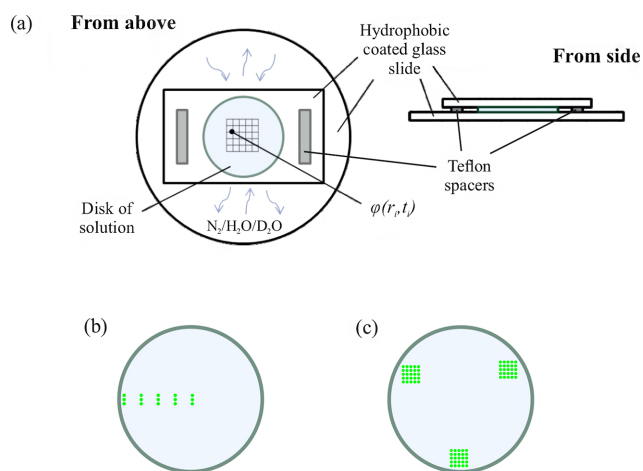 (a)
From above
Hydrophobic
coated glass
slide
From side
Teflon
spacers
Disk of
solution
N₂/H₂O/D₂O
φ(rᵢ,tᵢ)
(b)
(c)